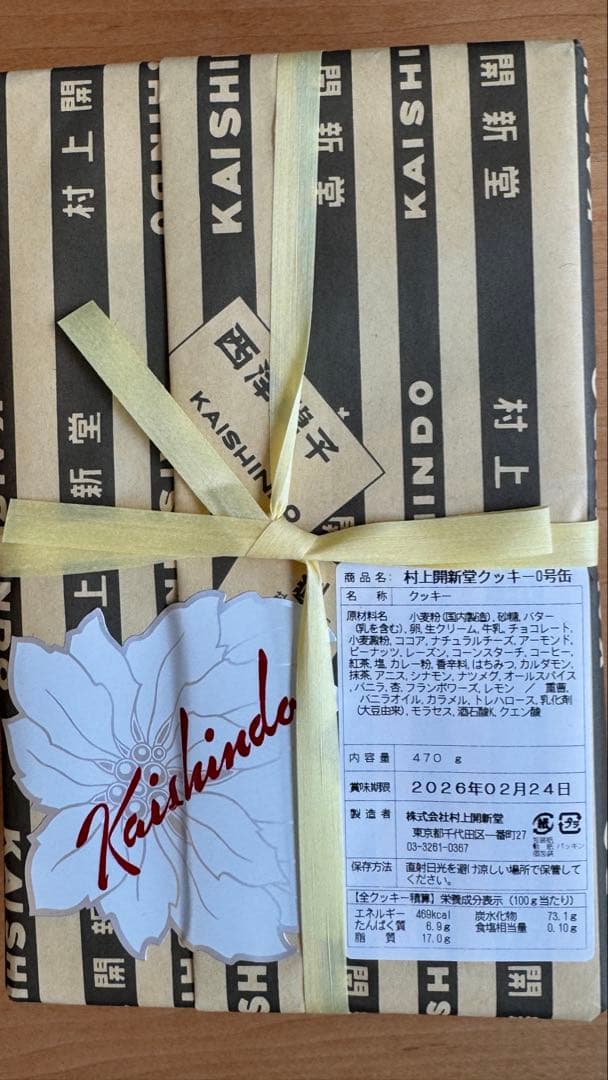 村上開
村上開新堂
KAISHINDO
KAISHI
開新堂
村上
西洋菓子
KAISHINDO
INDO
Kaishindo
商品名: 村上開新堂クッキー0号缶
名 称 クッキー
原材料名 小麦粉(国内製造)、砂糖、バター
(乳を含む)、卵、生クリーム、牛乳、チョコレート、
小麦澱粉、ココア、ナチュラルチーズ、アーモンド、
ピーナッツ、レーズン、コーンスターチ、コーヒー、
紅茶、塩、カレー粉、香辛料、はちみつ、カルダモン、
抹茶、アニス、シナモン、ナツメグ、オールスパイス
、バニラ、杏、フランボワーズ、レモン / 重曹、
バニラオイル、カラメル、トレハロース、乳化剤
(大豆由来)、モラセス、酒石酸K、クエン酸
内容量 470 g
賞味期限 2026年02月24日
製造者 株式会社村上開新堂
東京都千代田区一番町27
03-3261-0367
紙 プラ
保存方法 直射日光を避け涼しい場所で保管して
ください。
【全クッキー積算】栄養成分表示(100g当たり)
エネルギー 469kcal 炭水化物 73.1g
たんぱく質 6.9g 食塩相当量 0.10g
脂 質 17.0g